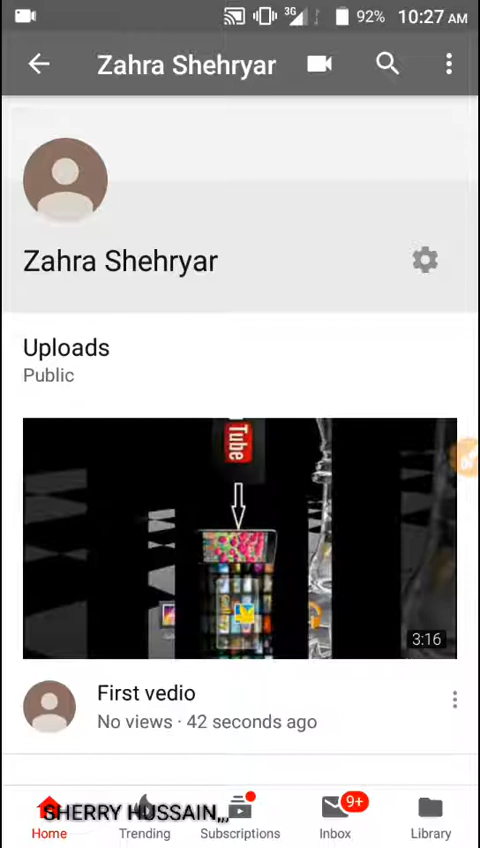 3G 92% 10:27 AM
Zahra Shehryar
Zahra Shehryar
Uploads
Public
Tube
3:16
First vedio
No views · 42 seconds ago
SHERRY HUSSAIN,,,
9+
Home Trending Subscriptions Inbox Library